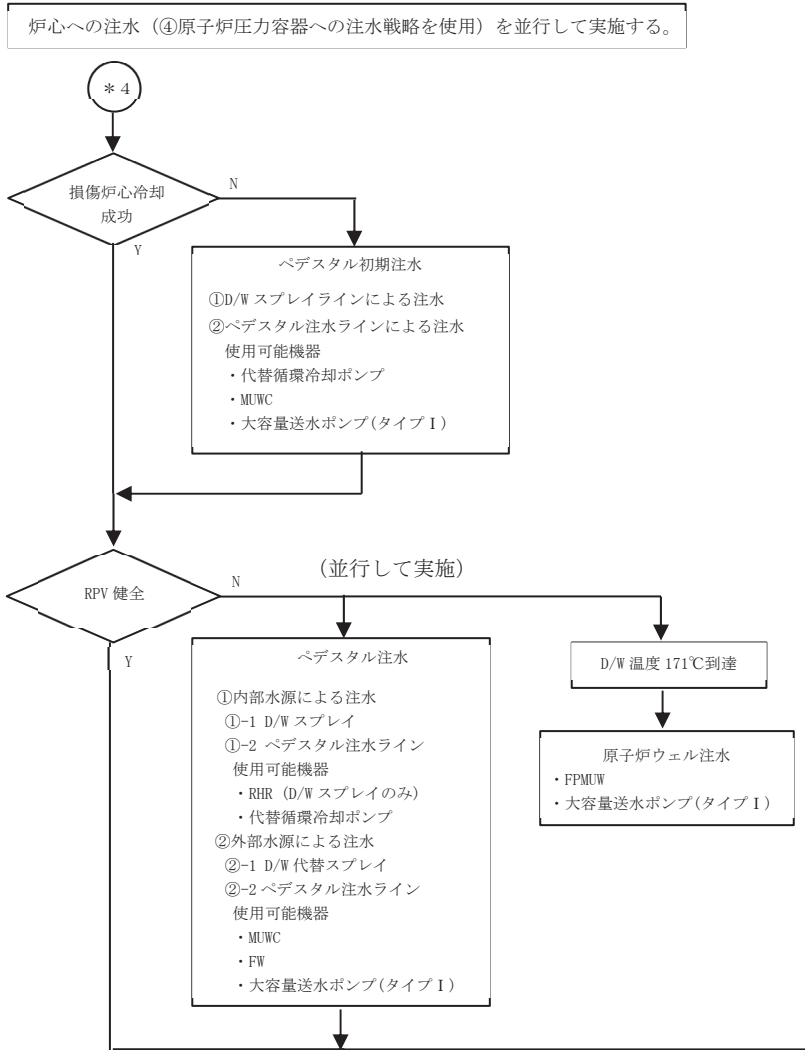 炉心への注水（④原子炉圧力容器への注水戦略を使用）を並行して実施する。
＊4
損傷炉心冷却
成功
N
Y
ペデスタル初期注水
①D/W スプレイラインによる注水
②ペデスタル注水ラインによる注水
使用可能機器
・代替循環冷却ポンプ
・MUWC
・大容量送水ポンプ(タイプⅠ)
RPV 健全
N
Y
(並行して実施)
ペデスタル注水
①内部水源による注水
①-1 D/W スプレイ
①-2 ペデスタル注水ライン
使用可能機器
・RHR（D/W スプレイのみ）
・代替循環冷却ポンプ
②外部水源による注水
②-1 D/W 代替スプレイ
②-2 ペデスタル注水ライン
使用可能機器
・MUWC
・FW
・大容量送水ポンプ(タイプⅠ)
D/W 温度 171℃到達
原子炉ウェル注水
・FPMUW
・大容量送水ポンプ(タイプⅠ)